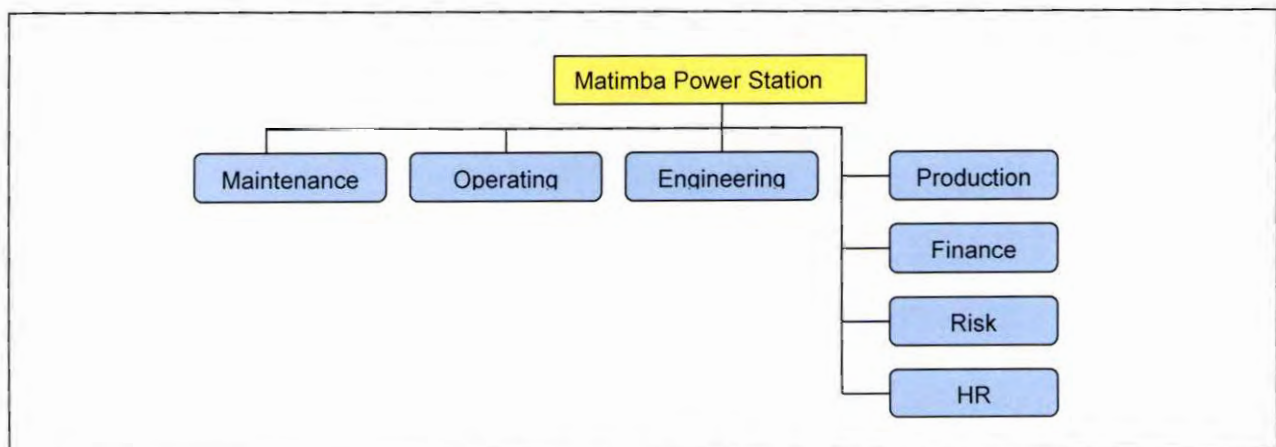 Matimba Power Station
Maintenance
Operating
Engineering
Production
Finance
Risk
HR